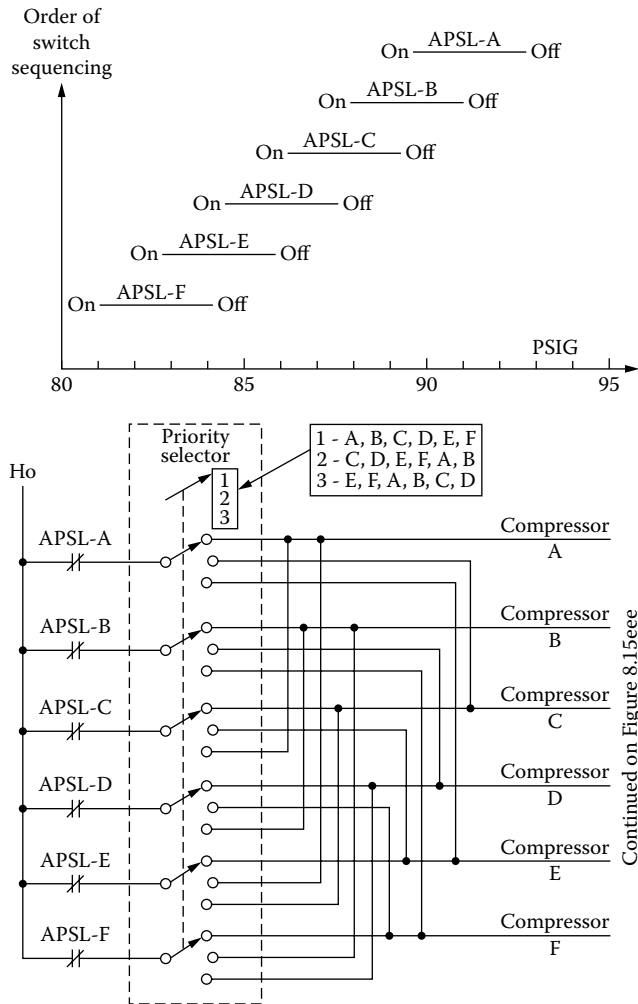 Order of
switch
sequencing
On APSL-A Off
On APSL-B Off
On APSL-C Off
On APSL-D Off
On APSL-E Off
On APSL-F Off
PSIG
80 85 90 95
Priority
selector
1
2
3
1 - A, B, C, D, E, F
2 - C, D, E, F, A, B
3 - E, F, A, B, C, D
Ho
APSL-A
APSL-B
APSL-C
APSL-D
APSL-E
APSL-F
Compressor
A
Compressor
B
Compressor
C
Compressor
D
Compressor
E
Compressor
F
Continued on Figure 8.15eee